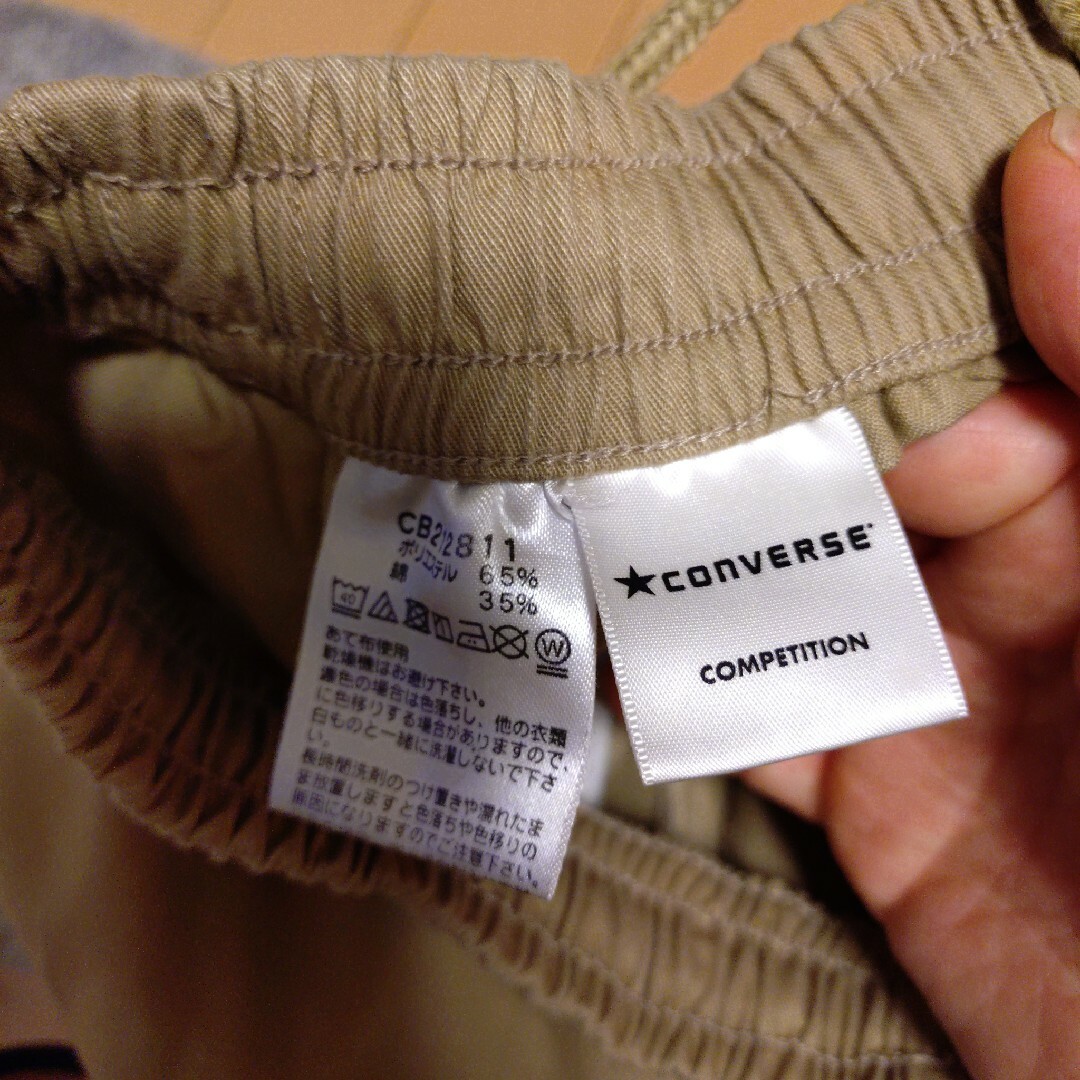 CB212811
ポリエステル 65%
綿 35%
40
W
あて布使用
乾燥機はお避け下さい。
濃色の場合は色落ちし、他の衣類
に色移りする場合がありますので、
白ものと一緒に洗濯しないで下さ
い。
長時間洗剤のつけ置きや濡れたま
ま放置しますと色落ちや色移りの
原因になりますのでご注意下さい。
CONVERSE
COMPETITION